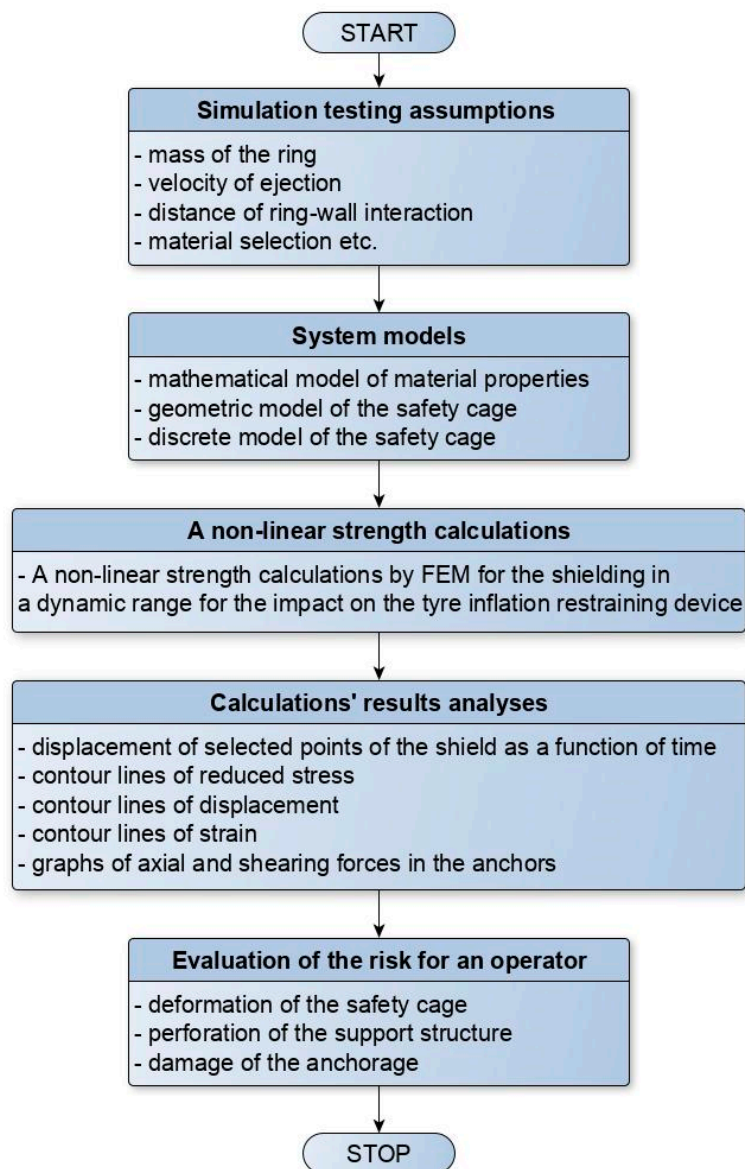 START
Simulation testing assumptions
- mass of the ring
- velocity of ejection
- distance of ring-wall interaction
- material selection etc.
System models
- mathematical model of material properties
- geometric model of the safety cage
- discrete model of the safety cage
A non-linear strength calculations
- A non-linear strength calculations by FEM for the shielding in
a dynamic range for the impact on the tyre inflation restraining device
Calculations' results analyses
- displacement of selected points of the shield as a function of time
- contour lines of reduced stress
- contour lines of displacement
- contour lines of strain
- graphs of axial and shearing forces in the anchors
Evaluation of the risk for an operator
- deformation of the safety cage
- perforation of the support structure
- damage of the anchorage
STOP